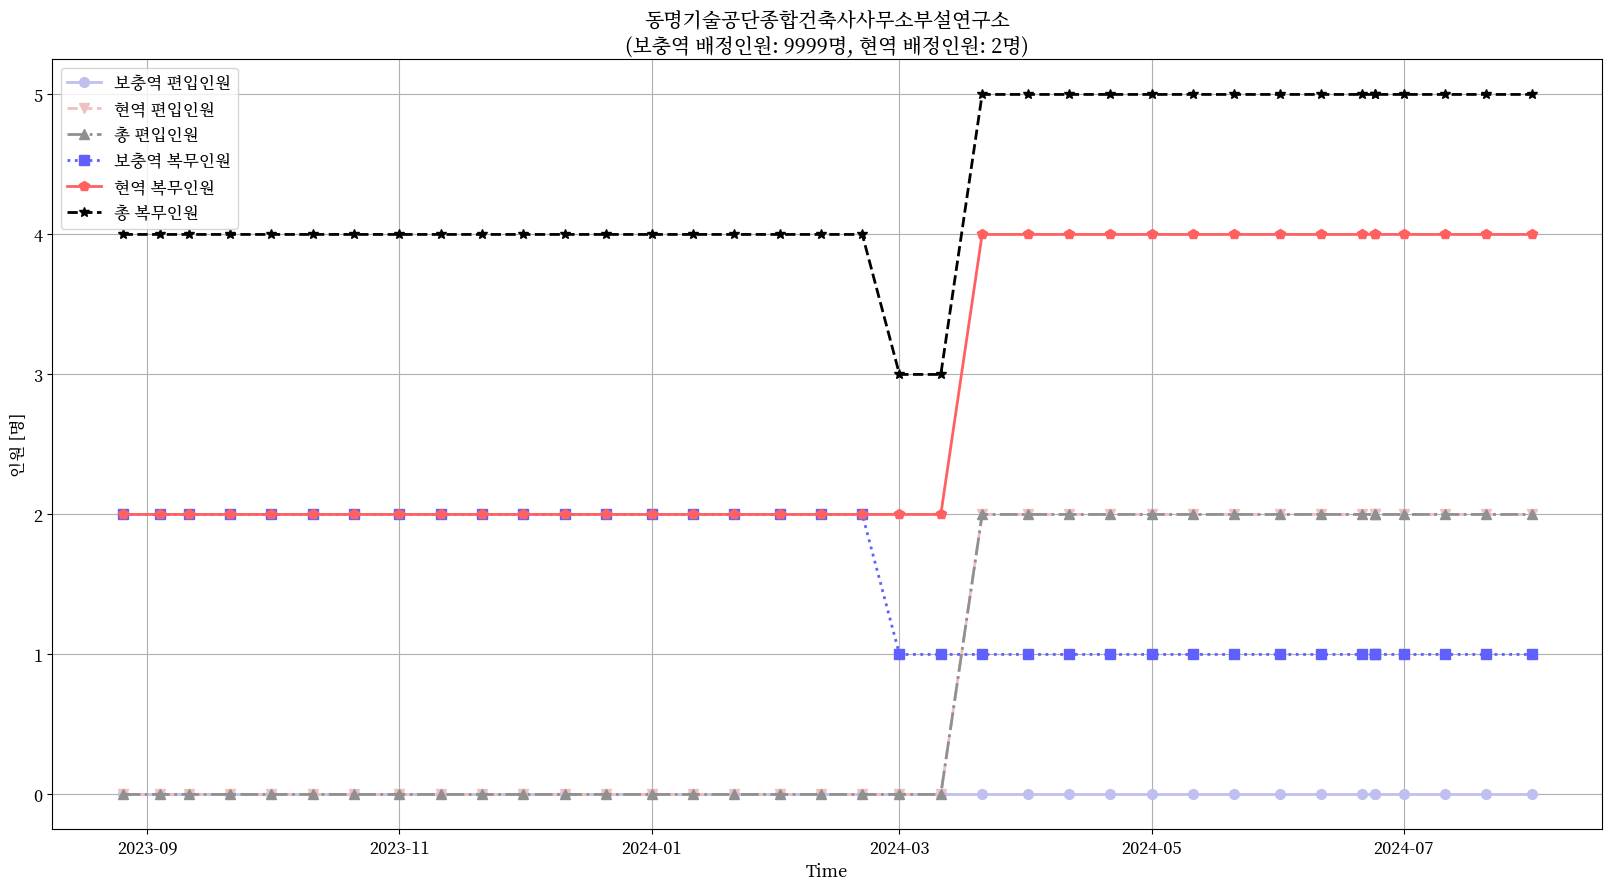 동명기술공단종합건축사사무소부설연구소
(보충역 배정인원: 9999명, 현역 배정인원: 2명)
보충역 편입인원
현역 편입인원
총 편입인원
보충역 복무인원
현역 복무인원
총 복무인원
인원 [명]
5
4
3
2
1
0
2023-09
2023-11
2024-01
2024-03
2024-05
2024-07
Time